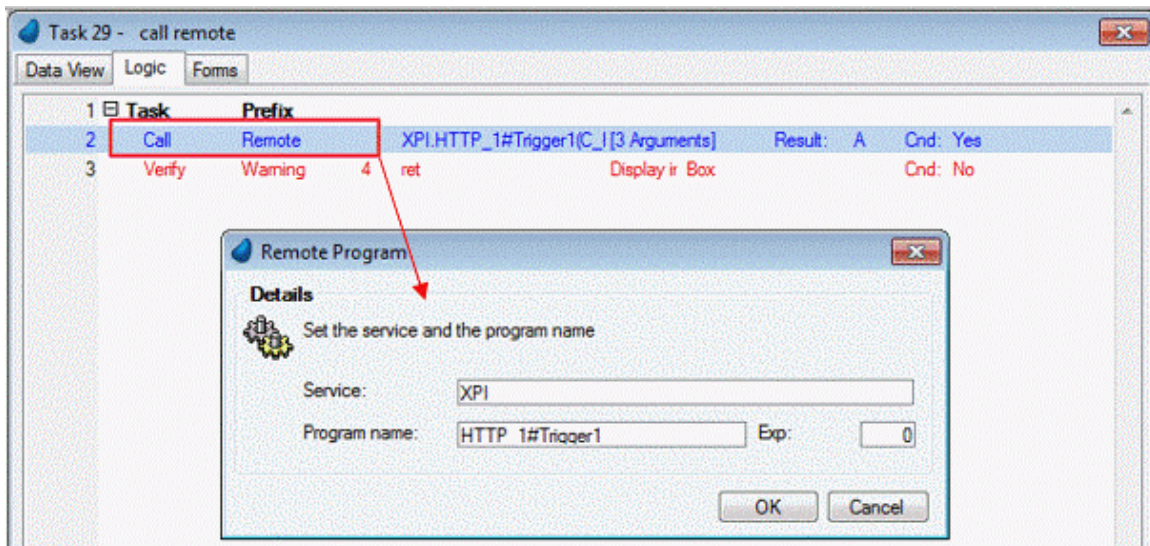 Task 29 - call remote
Data View Logic Forms
1 Task Prefix
2 Call Remote XPI.HTTP_1#Trigger1(C_I [3 Arguments] Result: A Cnd: Yes
3 Verify Warning 4 ret Display ir Box Cnd: No
Remote Program
Details
Set the service and the program name
Service: XPI
Program name: HTTP_1#Trigger1 Exp: 0
OK Cancel